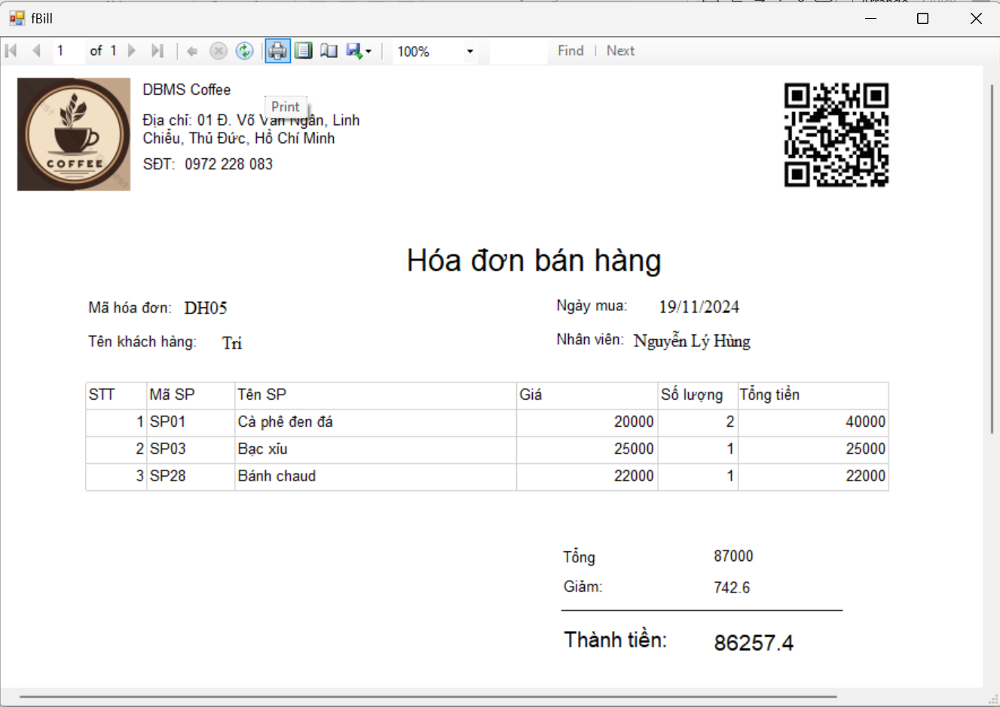 fBill
1 of 1 100% Find | Next
COFFEE
DBMS Coffee
Print
Địa chỉ: 01 Đ. Võ Văn Ngân, Linh
Chiểu, Thủ Đức, Hồ Chí Minh
SĐT: 0972 228 083
Hóa đơn bán hàng
Mã hóa đơn: DH05
Ngày mua: 19/11/2024
Tên khách hàng: Trí
Nhân viên: Nguyễn Lý Hùng
STT Mã SP Tên SP Giá Số lượng Tổng tiền
1 SP01 Cà phê đen đá 20000 2 40000
2 SP03 Bạc xỉu 25000 1 25000
3 SP28 Bánh chaud 22000 1 22000
Tổng 87000
Giảm: 742.6
Thành tiền: 86257.4